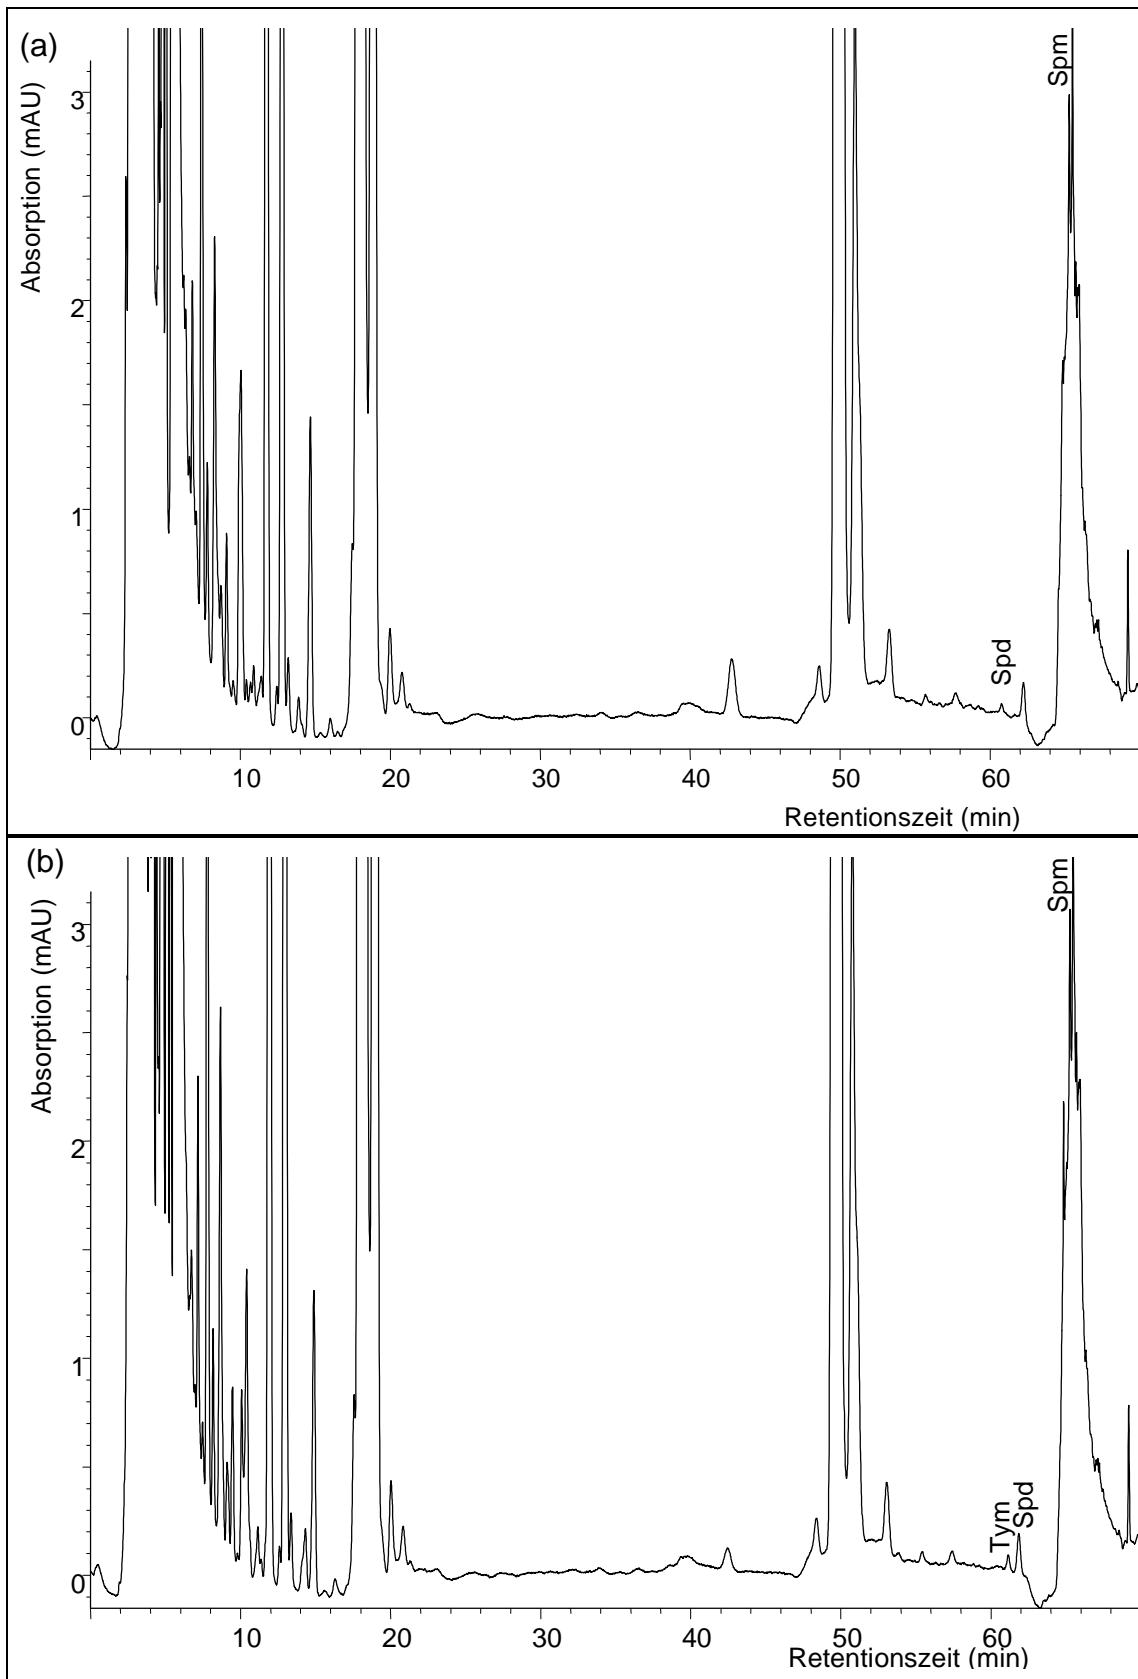 (a)
Absorption (mAU)
3
2
1
0
Spd
Spm
10 20 30 40 50 60
Retentionszeit (min)
(b)
Absorption (mAU)
3
2
1
0
Tym
Spd
Spm
10 20 30 40 50 60
Retentionszeit (min)